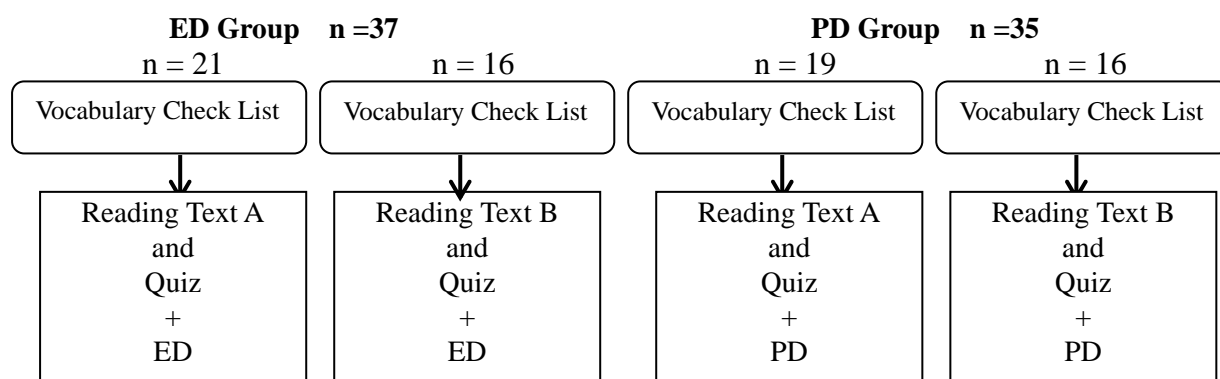 ED Group n =37
PD Group n =35
n = 21
n = 16
n = 19
n = 16
Vocabulary Check List
Vocabulary Check List
Vocabulary Check List
Vocabulary Check List
Reading Text A
and
Quiz
+
ED
Reading Text B
and
Quiz
+
ED
Reading Text A
and
Quiz
+
PD
Reading Text B
and
Quiz
+
PD